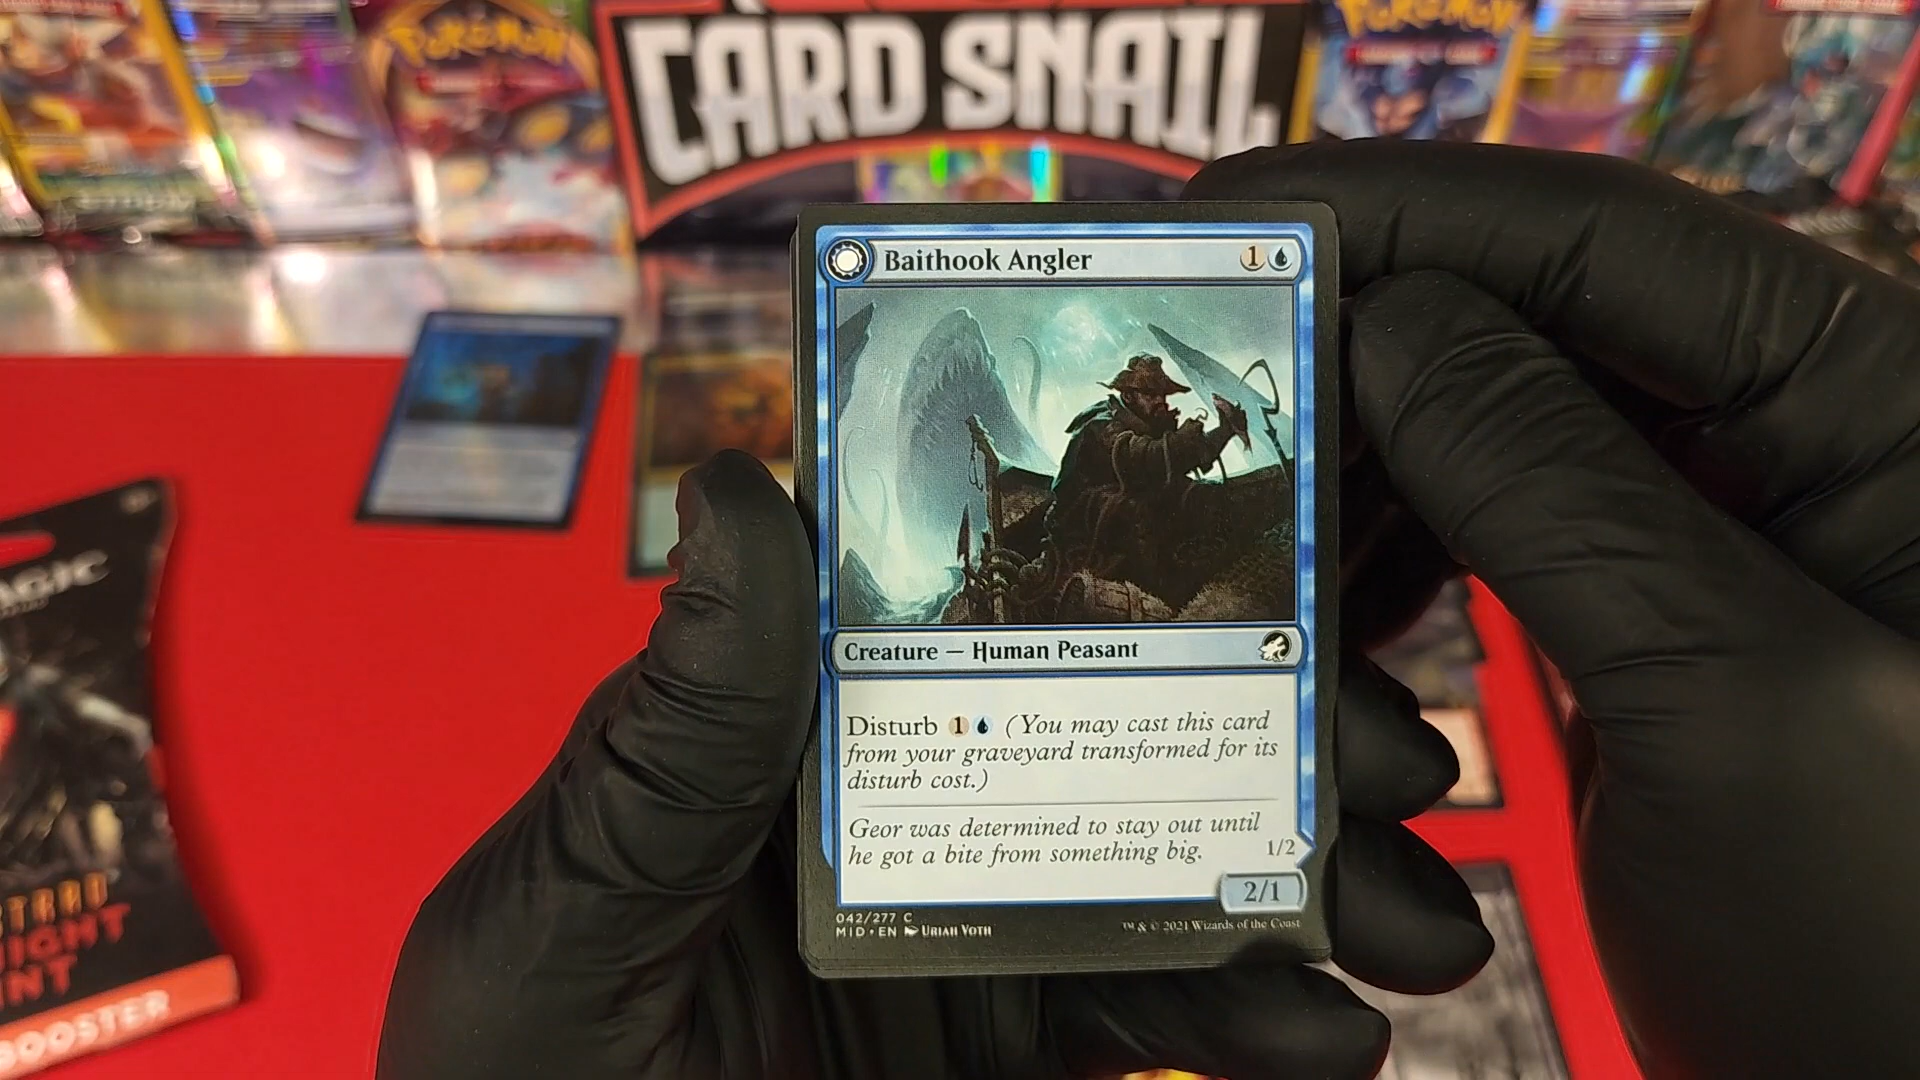 CARD SNAIL
POKÉMON
POKÉMON
Baithook Angler 1
Creature — Human Peasant
Disturb 1 (You may cast this card
from your graveyard transformed for its
disturb cost.)
Geor was determined to stay out until
he got a bite from something big.
1/2
2/1
042/277 C
MID • EN URIAH VOTH
™ & © 2021 Wizards of the Coast
BOOSTER